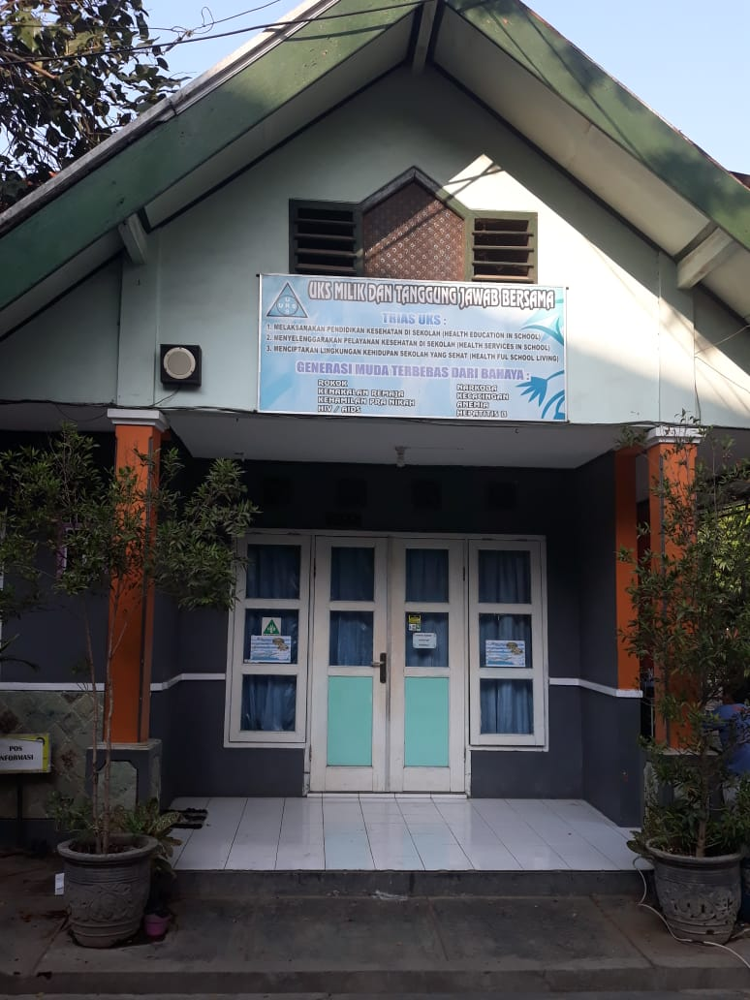 UKS MILIK DAN TANGGUNG JAWAB BERSAMA
UKS
TRIAS UKS :
1. MELAKSANAKAN PENDIDIKAN KESEHATAN DI SEKOLAH (HEALTH EDUCATION IN SCHOOL)
2. MENYELENGGARAKAN PELAYANAN KESEHATAN DI SEKOLAH (HEALTH SERVICES IN SCHOOL)
3. MENCIPTAKAN LINGKUNGAN KEHIDUPAN SEKOLAH YANG SEHAT (HEALTH FUL SCHOOL LIVING)
GENERASI MUDA TERBEBAS DARI BAHAYA :
ROKOK
KENAKALAN REMAJA
KEHAMILAN PRA NIKAH
HIV / AIDS
NARKOBA
KECACINGAN
ANEMIA
HEPATITIS B
POS
INFORMASI